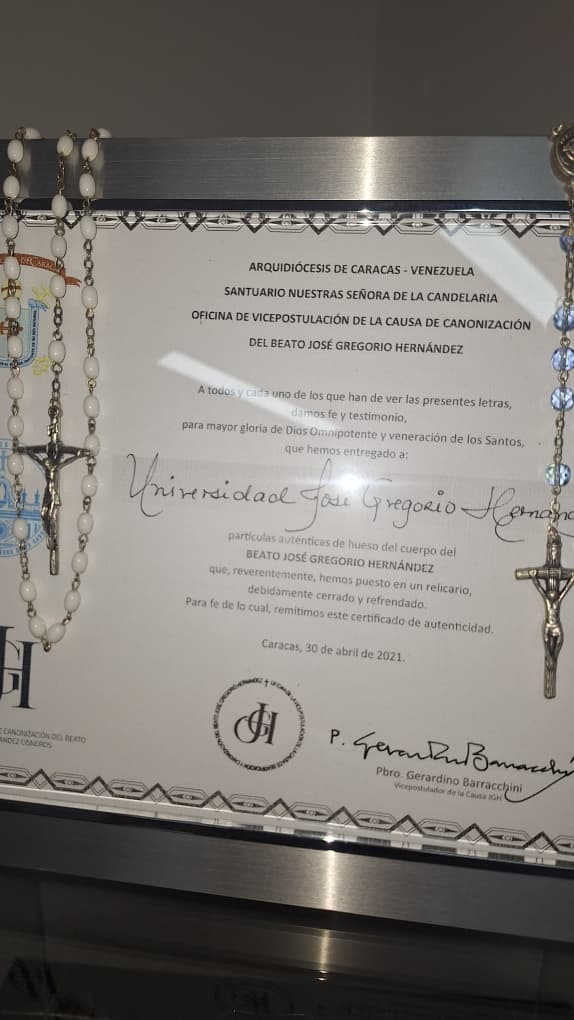 ARQUIDIÓCESIS DE CARACAS - VENEZUELA
SANTUARIO NUESTRAS SEÑORA DE LA CANDELARIA
OFICINA DE VICEPOSTULACIÓN DE LA CAUSA DE CANONIZACIÓN
DEL BEATO JOSÉ GREGORIO HERNÁNDEZ
A todos y cada uno de los que han de ver las presentes letras,
damos fe y testimonio,
para mayor gloria de Dios Omnipotente y veneración de los Santos,
que hemos entregado a:
Universidad José Gregorio Hernand
partículas auténticas de hueso del cuerpo del
BEATO JOSÉ GREGORIO HERNÁNDEZ
que, reverentemente, hemos puesto en un relicario,
debidamente cerrado y refrendado.
Para fe de lo cual, remitimos este certificado de autenticidad.
Caracas, 30 de abril de 2021.
JGH
P. Gerardino Barracchini
Pbro. Gerardino Barracchini
Vicepostulador de la Causa JGH
GH
E CANONIZACIÓN DEL BEATO
NÁNDEZ CISNEROS